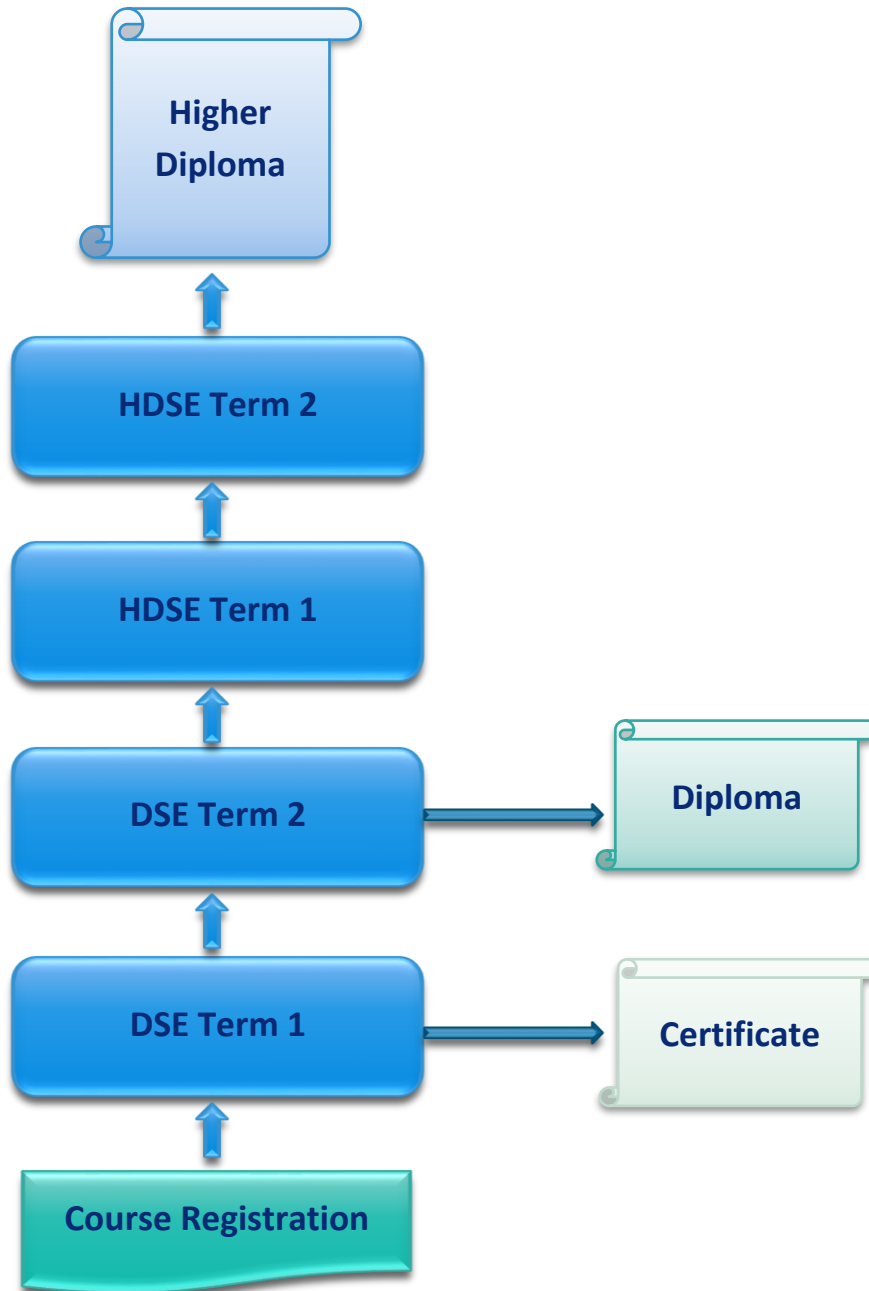 Higher
Diploma
HDSE Term 2
HDSE Term 1
DSE Term 2
Diploma
DSE Term 1
Certificate
Course Registration